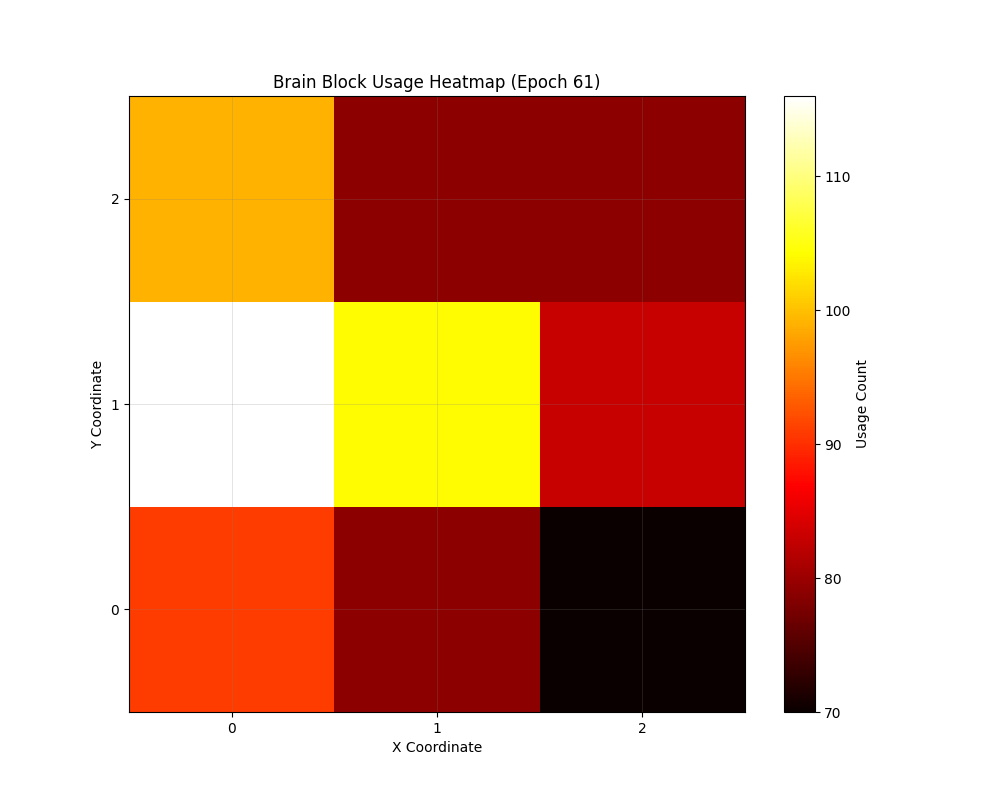 Brain Block Usage Heatmap (Epoch 61)
2
1
0
Y Coordinate
0 1 2
X Coordinate
110
100
90
80
70
Usage Count